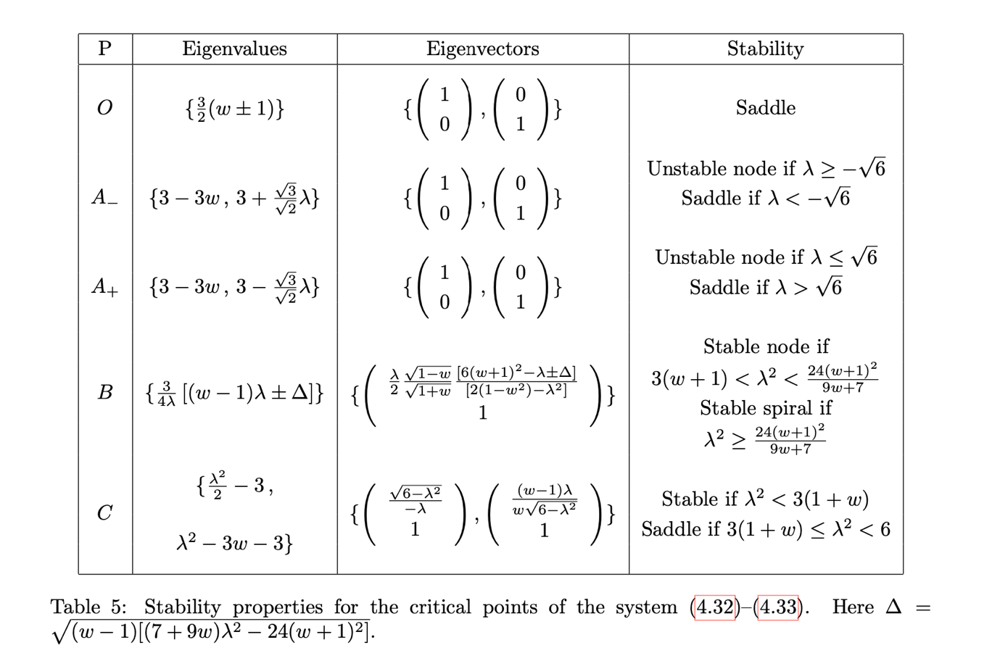 P Eigenvalues Eigenvectors Stability
O {3/2(w ± 1)} {(1 0), (0 1)} Saddle
A₋ {3 − 3w , 3 + √3/√2 λ} {(1 0), (0 1)} Unstable node if λ ≥ −√6
Saddle if λ < −√6
A₊ {3 − 3w , 3 − √3/√2 λ} {(1 0), (0 1)} Unstable node if λ ≤ √6
Saddle if λ > √6
B {3/4λ [(w − 1)λ ± Δ]} {(λ/2 √1−w/√1+w [6(w+1)²−λ±Δ]/[2(1−w²)−λ²] 1)} Stable node if
3(w + 1) < λ² < 24(w+1)²/9w+7
Stable spiral if
λ² ≥ 24(w+1)²/9w+7
C {λ²/2 − 3 ,
λ² − 3w − 3} {(√6−λ²/−λ 1), ((w−1)λ/w√6−λ² 1)} Stable if λ² < 3(1 + w)
Saddle if 3(1 + w) ≤ λ² < 6
Table 5: Stability properties for the critical points of the system (4.32)–(4.33). Here Δ =
√(w − 1)[(7 + 9w)λ² − 24(w + 1)²].